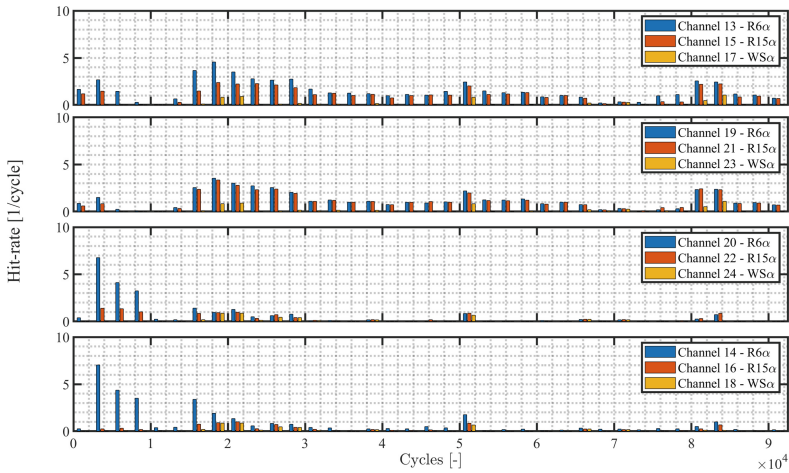 10
5
0
Channel 13 - R6α
Channel 15 - R15α
Channel 17 - WSα
10
5
0
Channel 19 - R6α
Channel 21 - R15α
Channel 23 - WSα
10
5
0
Channel 20 - R6α
Channel 22 - R15α
Channel 24 - WSα
10
5
0
Channel 14 - R6α
Channel 16 - R15α
Channel 18 - WSα
Hit-rate [1/cycle]
0 1 2 3 4 5 6 7 8 9
Cycles [-]
×10 4